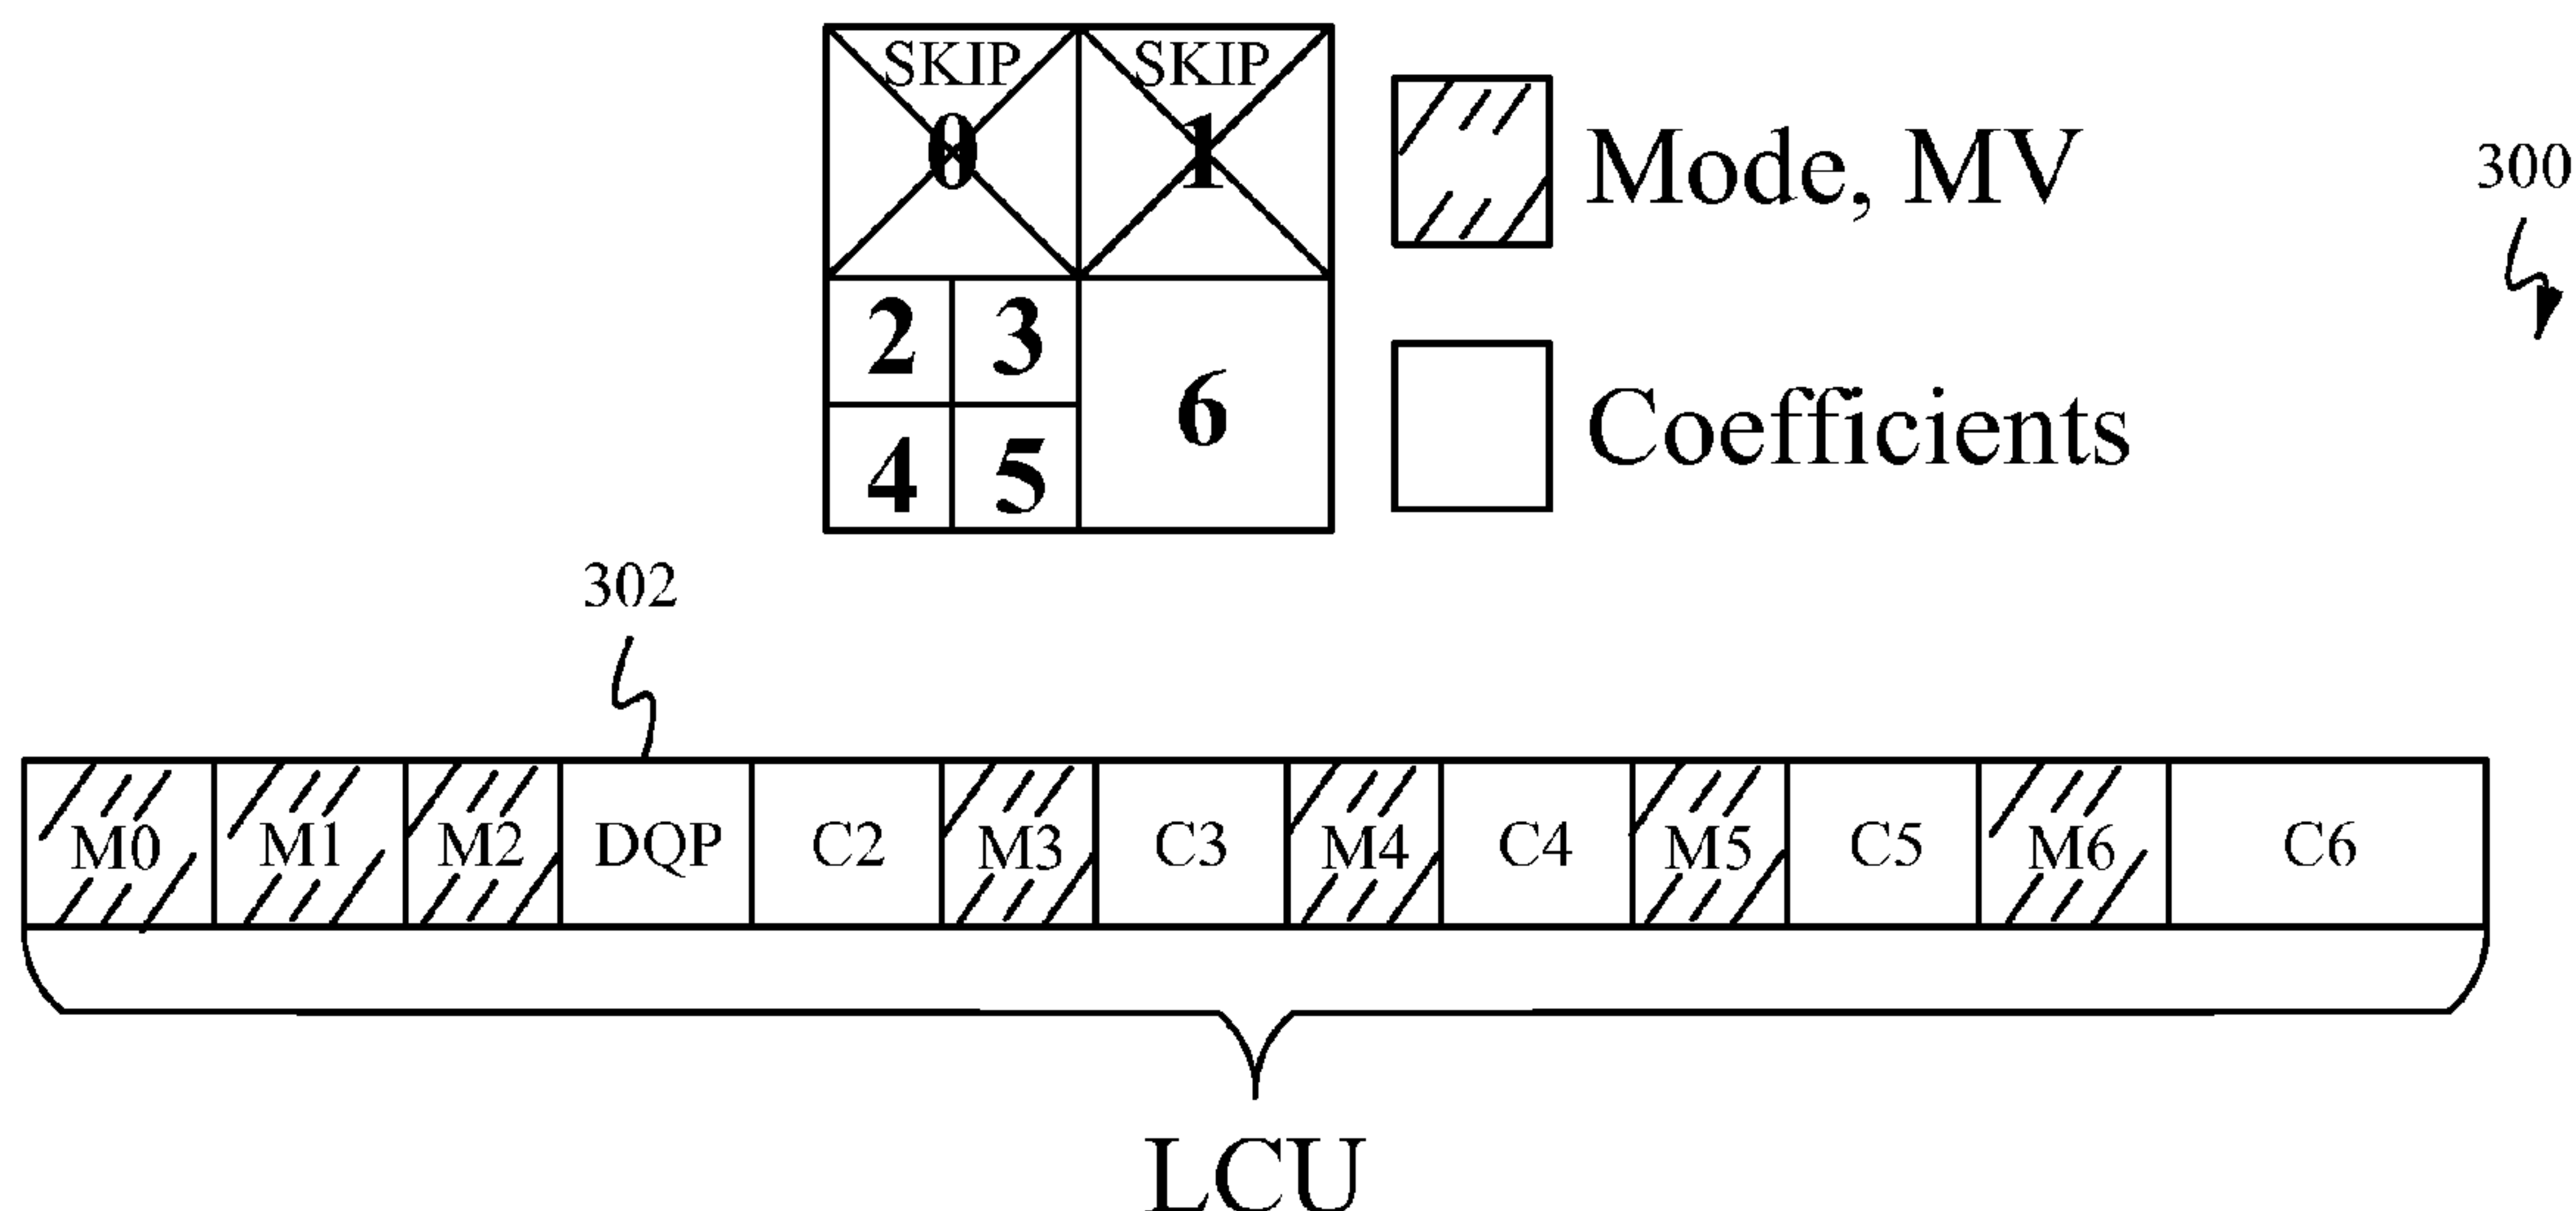 SKIP SKIP
0 1
Mode, MV
300
2 3
4 5
6
Coefficients
302
M0 M1 M2 DQP C2 M3 C3 M4 C4 M5 C5 M6 C6
LCU